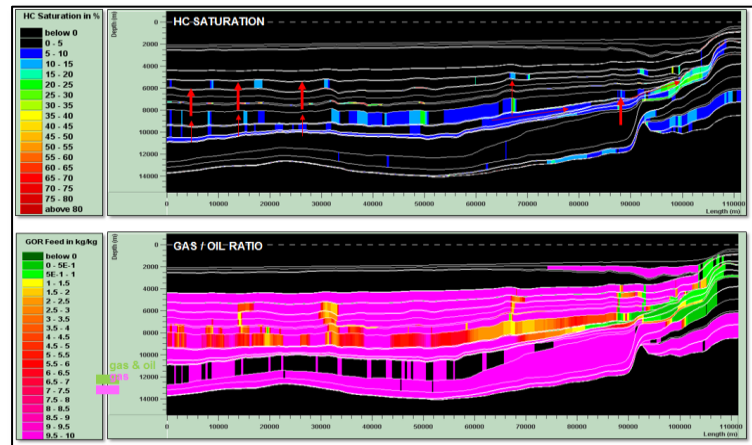 HC Saturation in %
below 0
0 - 5
5 - 10
10 - 15
15 - 20
20 - 25
25 - 30
30 - 35
35 - 40
40 - 45
45 - 50
50 - 55
55 - 60
60 - 65
65 - 70
70 - 75
75 - 80
above 80
HC SATURATION
Depth (m)
0
2000
4000
6000
8000
10000
12000
14000
0 10000 20000 30000 40000 50000 60000 70000 80000 90000 100000 110000
Length (m)
GOR Feed in kg/kg
below 0
0 - 5E-1
5E-1 - 1
1 - 1.5
1.5 - 2
2 - 2.5
2.5 - 3
3 - 3.5
3.5 - 4
4 - 4.5
4.5 - 5
5 - 5.5
5.5 - 6
6 - 6.5
6.5 - 7
7 - 7.5
7.5 - 8
8 - 8.5
8.5 - 9
9 - 9.5
9.5 - 10
gas & oil
gas
GAS / OIL RATIO
Depth (m)
0
2000
4000
6000
8000
10000
12000
14000
0 10000 20000 30000 40000 50000 60000 70000 80000 90000 100000 110000
Length (m)